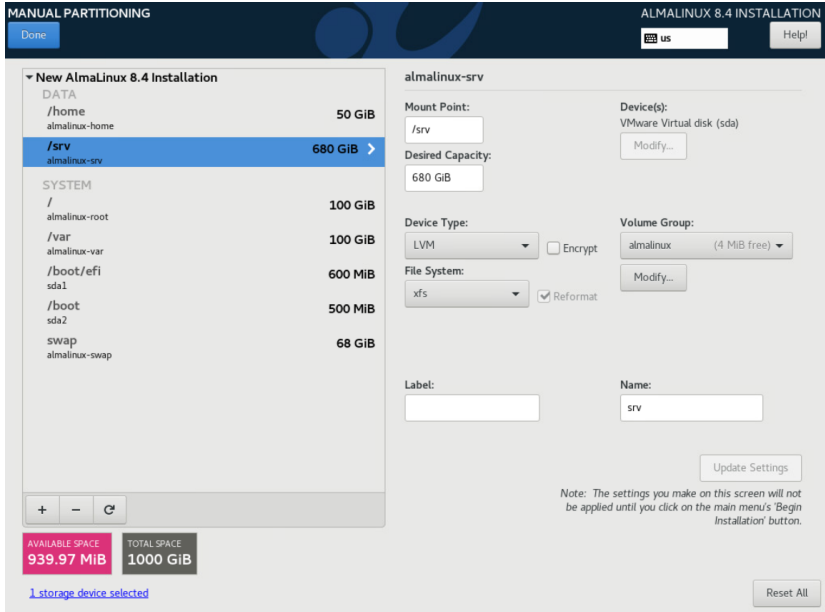 MANUAL PARTITIONING
ALMALINUX 8.4 INSTALLATION
Done
us
Help!
New AlmaLinux 8.4 Installation
DATA
/home
50 GiB
almalinux-home
/srv
680 GiB
almalinux-srv
SYSTEM
/
100 GiB
almalinux-root
/var
100 GiB
almalinux-var
/boot/efi
600 MiB
sda1
/boot
500 MiB
sda2
swap
68 GiB
almalinux-swap
+ −
AVAILABLE SPACE
939.97 MiB
TOTAL SPACE
1000 GiB
1 storage device selected
almalinux-srv
Mount Point:
/srv
Desired Capacity:
680 GiB
Device(s):
VMware Virtual disk (sda)
Modify...
Device Type:
LVM
Encrypt
File System:
xfs
Reformat
Volume Group:
almalinux (4 MiB free)
Modify...
Label:
Name:
srv
Update Settings
Note: The settings you make on this screen will not
be applied until you click on the main menu's 'Begin
Installation' button.
Reset All